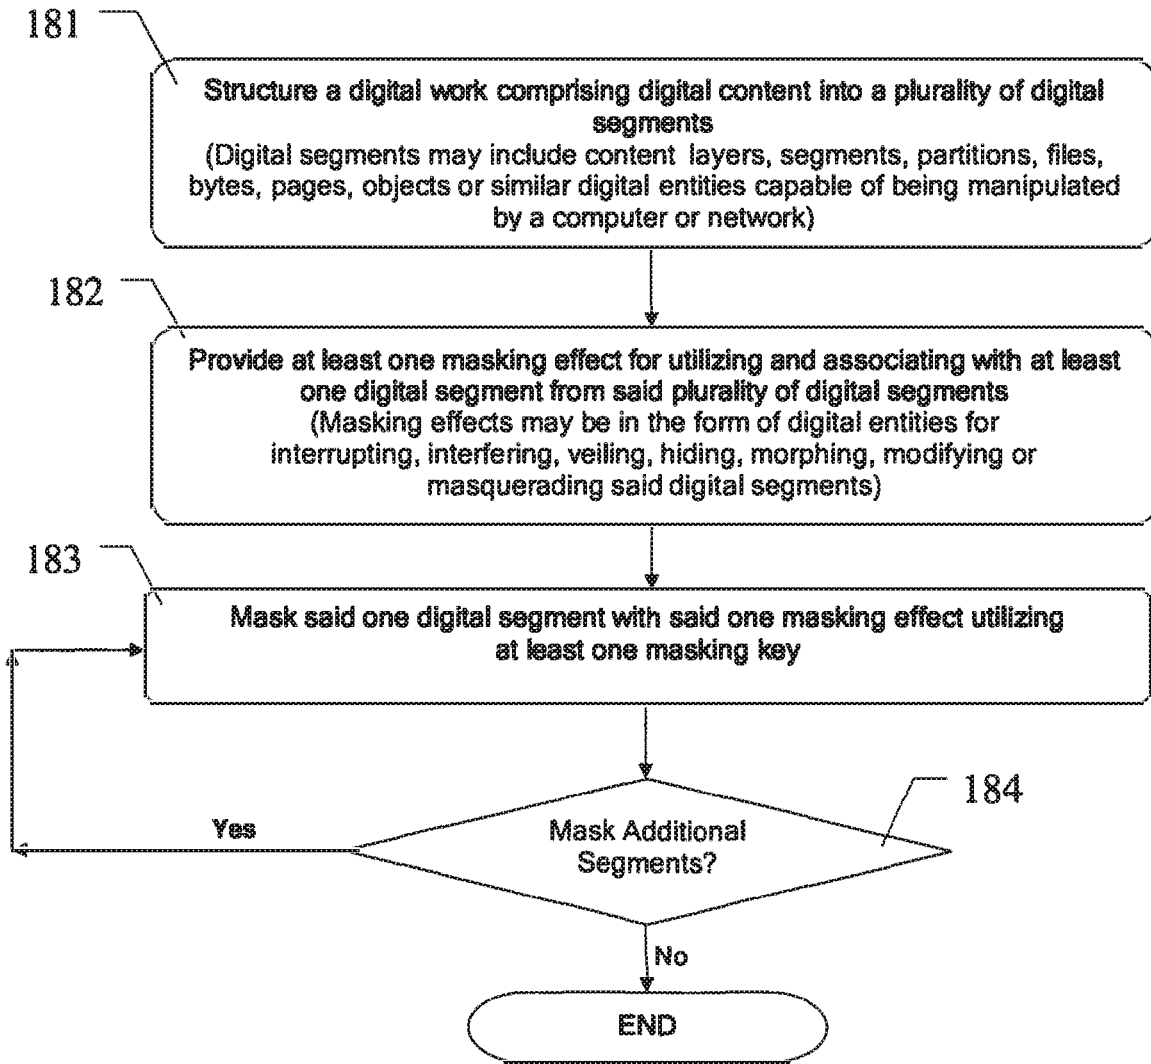 181
Structure a digital work comprising digital content into a plurality of digital
segments
(Digital segments may include content layers, segments, partitions, files,
bytes, pages, objects or similar digital entities capable of being manipulated
by a computer or network)
182
Provide at least one masking effect for utilizing and associating with at least
one digital segment from said plurality of digital segments
(Masking effects may be in the form of digital entities for
interrupting, interfering, veiling, hiding, morphing, modifying or
masquerading said digital segments)
183
Mask said one digital segment with said one masking effect utilizing
at least one masking key
184
Yes
Mask Additional
Segments?
No
END